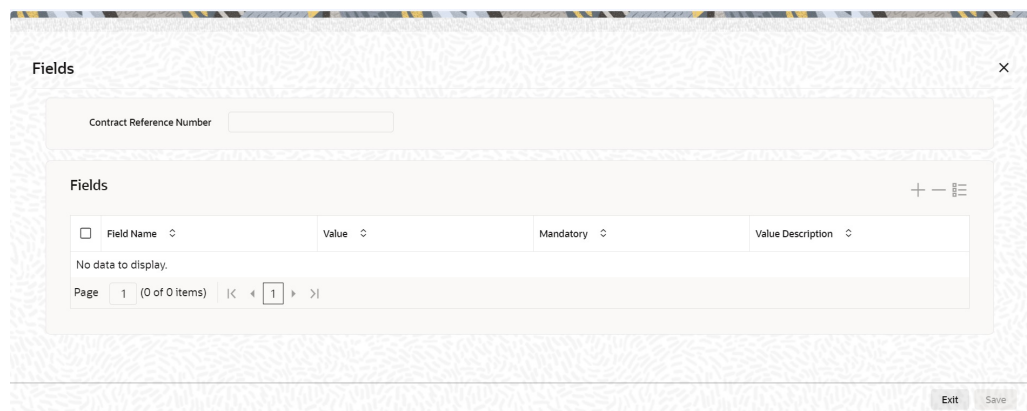 Fields
Contract Reference Number
Fields
Field Name Value Mandatory Value Description
No data to display.
Page 1 (0 of 0 items) 1
Exit Save